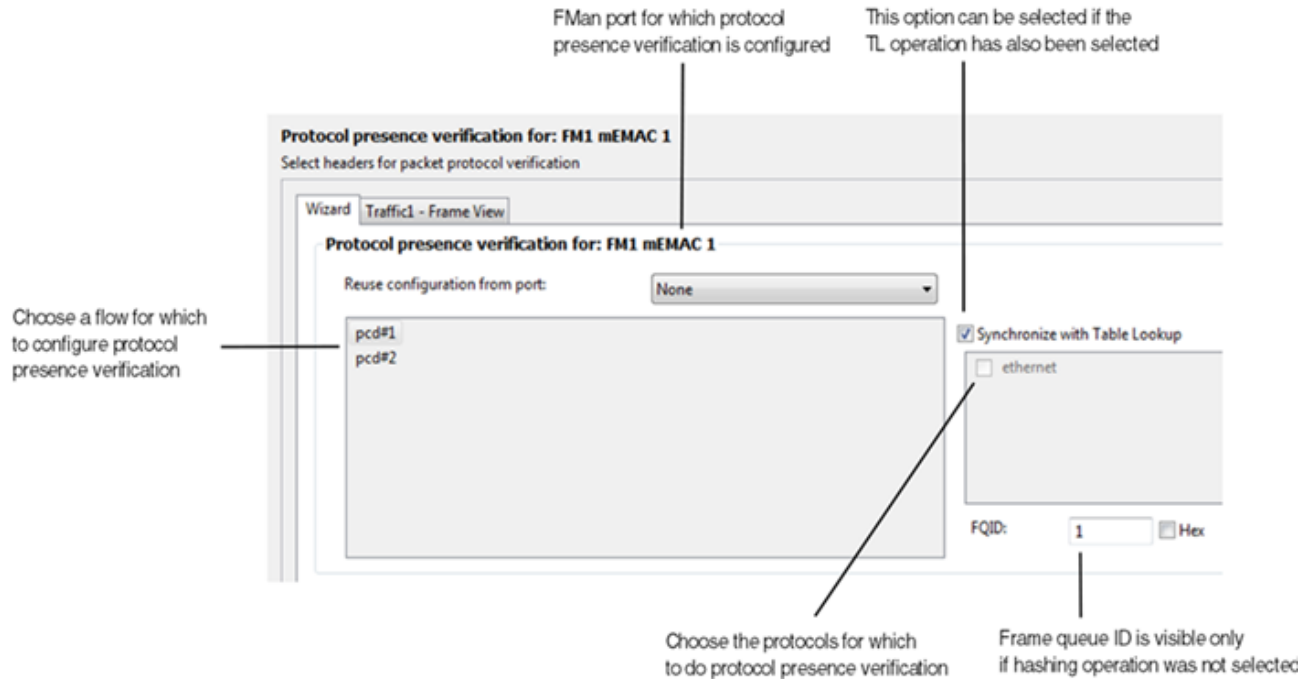 FMan port for which protocol
presence verification is configured
This option can be selected if the
TL operation has also been selected
Protocol presence verification for: FM1 mEMAC 1
Select headers for packet protocol verification
Wizard
Traffic1 - Frame View
Protocol presence verification for: FM1 mEMAC 1
Reuse configuration from port:
None
Choose a flow for which
to configure protocol
presence verification
pcd#1
pcd#2
Synchronize with Table Lookup
ethernet
FQID:
1
Hex
Choose the protocols for which
to do protocol presence verification
Frame queue ID is visible only
if hashing operation was not selected